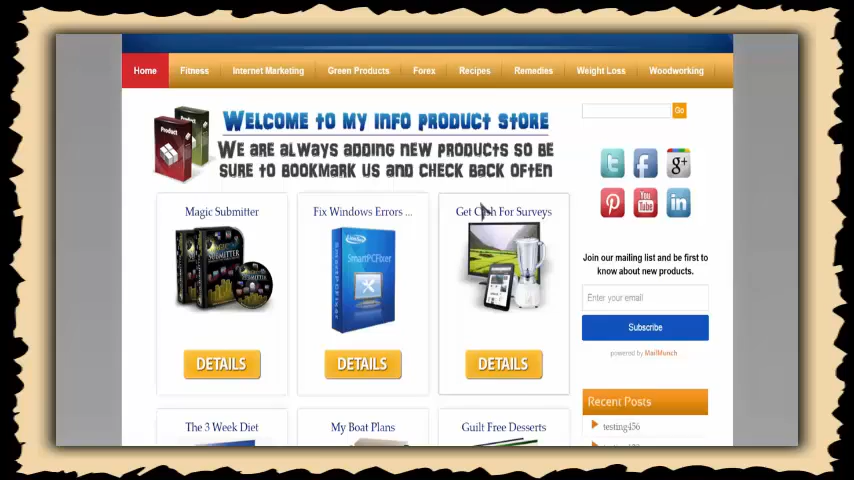 Home Fitness Internet Marketing Green Products Forex Recipes Remedies Weight Loss Woodworking
Welcome to my info product store
We are always adding new products so be
sure to bookmark us and check back often
Go
Product
Magic Submitter
Fix Windows Errors ...
Get Cash For Surveys
SmartPCFixer
DETAILS
DETAILS
DETAILS
The 3 Week Diet
My Boat Plans
Guilt Free Desserts
You
Tube
Join our mailing list and be first to
know about new products.
Enter your email
Subscribe
powered by MailMunch
Recent Posts
testing456